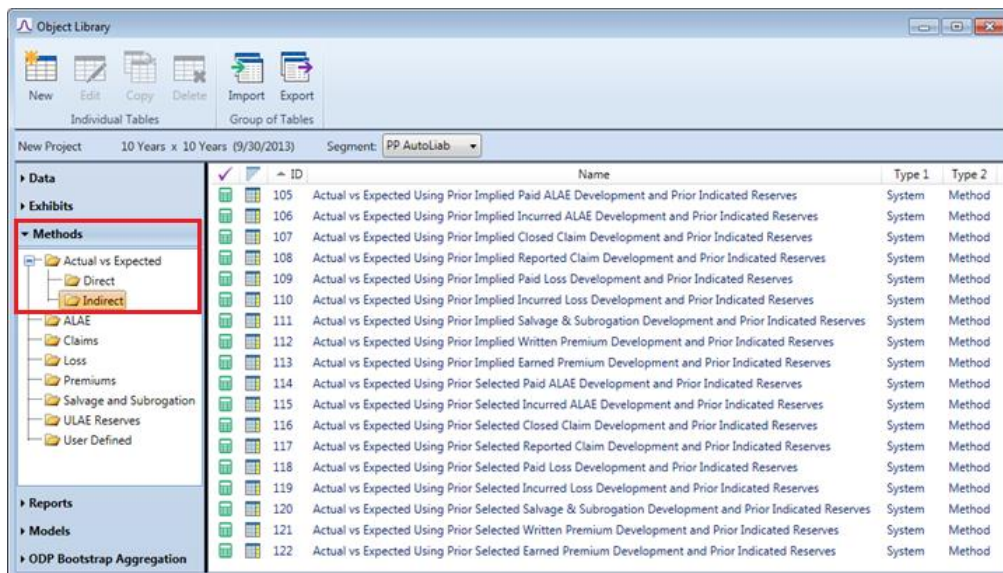 Object Library
New Edit Copy Delete Import Export
Individual Tables Group of Tables
New Project 10 Years x 10 Years (9/30/2013) Segment: PP AutoLiab
Data
Exhibits
Methods
Actual vs Expected
Direct
Indirect
ALAE
Claims
Loss
Premiums
Salvage and Subrogation
ULAE Reserves
User Defined
Reports
Models
ODP Bootstrap Aggregation
ID Name Type 1 Type 2
105 Actual vs Expected Using Prior Implied Paid ALAE Development and Prior Indicated Reserves System Method
106 Actual vs Expected Using Prior Implied Incurred ALAE Development and Prior Indicated Reserves System Method
107 Actual vs Expected Using Prior Implied Closed Claim Development and Prior Indicated Reserves System Method
108 Actual vs Expected Using Prior Implied Reported Claim Development and Prior Indicated Reserves System Method
109 Actual vs Expected Using Prior Implied Paid Loss Development and Prior Indicated Reserves System Method
110 Actual vs Expected Using Prior Implied Incurred Loss Development and Prior Indicated Reserves System Method
111 Actual vs Expected Using Prior Implied Salvage & Subrogation Development and Prior Indicated Reserves System Method
112 Actual vs Expected Using Prior Implied Written Premium Development and Prior Indicated Reserves System Method
113 Actual vs Expected Using Prior Implied Earned Premium Development and Prior Indicated Reserves System Method
114 Actual vs Expected Using Prior Selected Paid ALAE Development and Prior Indicated Reserves System Method
115 Actual vs Expected Using Prior Selected Incurred ALAE Development and Prior Indicated Reserves System Method
116 Actual vs Expected Using Prior Selected Closed Claim Development and Prior Indicated Reserves System Method
117 Actual vs Expected Using Prior Selected Reported Claim Development and Prior Indicated Reserves System Method
118 Actual vs Expected Using Prior Selected Paid Loss Development and Prior Indicated Reserves System Method
119 Actual vs Expected Using Prior Selected Incurred Loss Development and Prior Indicated Reserves System Method
120 Actual vs Expected Using Prior Selected Salvage & Subrogation Development and Prior Indicated Reserves System Method
121 Actual vs Expected Using Prior Selected Written Premium Development and Prior Indicated Reserves System Method
122 Actual vs Expected Using Prior Selected Earned Premium Development and Prior Indicated Reserves System Method